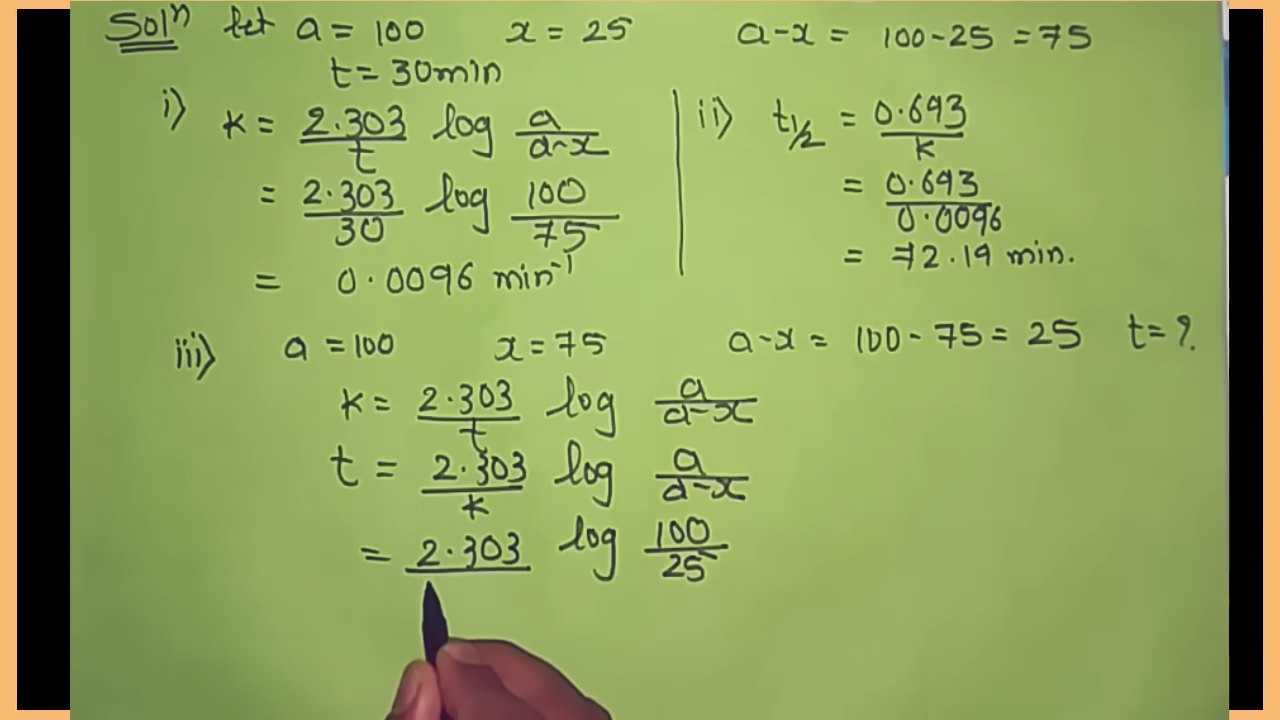 Solⁿ let a = 100 x = 25 a-x = 100-25 = 75
t = 30min
i) K = 2.303/t log a/a-x
= 2.303/30 log 100/75
= 0.0096 min⁻¹
ii) t1/2 = 0.693/K
= 0.693/0.0096
= 72.19 min.
iii) a = 100 x = 75 a-x = 100 - 75 = 25 t = ?
K = 2.303/t log a/a-x
t = 2.303/K log a/a-x
= 2.303/ log 100/25